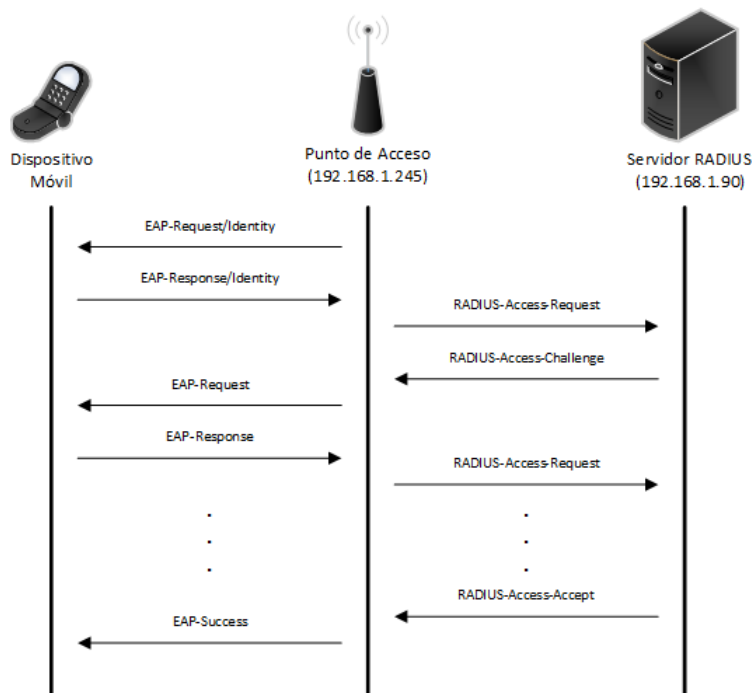 Dispositivo
Móvil
Punto de Acceso
(192.168.1.245)
Servidor RADIUS
(192.168.1.90)
EAP-Request/Identity
EAP-Response/Identity
RADIUS-Access-Request
RADIUS-Access-Challenge
EAP-Request
EAP-Response
RADIUS-Access-Request
RADIUS-Access-Accept
EAP-Success